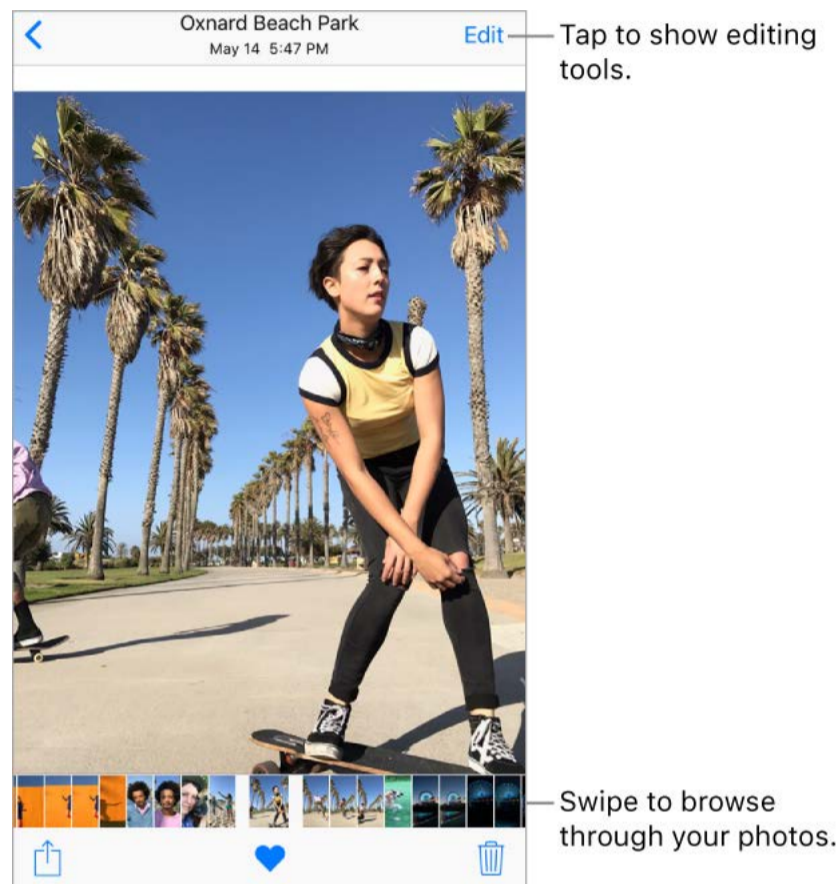 Oxnard Beach Park
May 14 5:47 PM
Edit
Tap to show editing
tools.
Swipe to browse
through your photos.